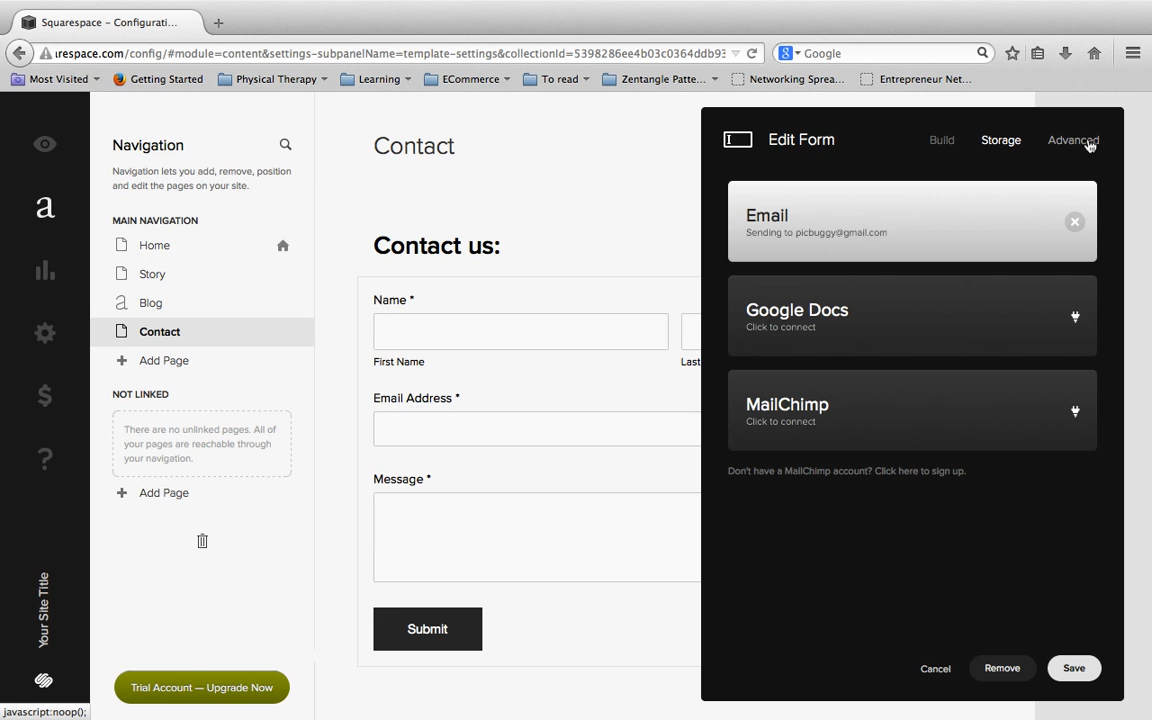 Squarespace – Configurati...
urespace.com/config/#module=content&settings-subpanelName=template-settings&collectionId=5398286ee4b03c0364ddb93
Google
Most Visited
Getting Started
Physical Therapy
Learning
ECommerce
To read
Zentangle Patte...
Networking Sprea...
Entrepreneur Net...
Navigation
Navigation lets you add, remove, position
and edit the pages on your site.
MAIN NAVIGATION
Home
Story
Blog
Contact
Add Page
NOT LINKED
There are no unlinked pages. All of
your pages are reachable through
your navigation.
Add Page
Your Site Title
Trial Account — Upgrade Now
javascript:noop();
Contact
Contact us:
Name *
First Name
Las
Email Address *
Message *
Submit
Edit Form
Build
Storage
Advanced
Email
Sending to picbuggy@gmail.com
Google Docs
Click to connect
MailChimp
Click to connect
Don't have a MailChimp account? Click here to sign up.
Cancel
Remove
Save